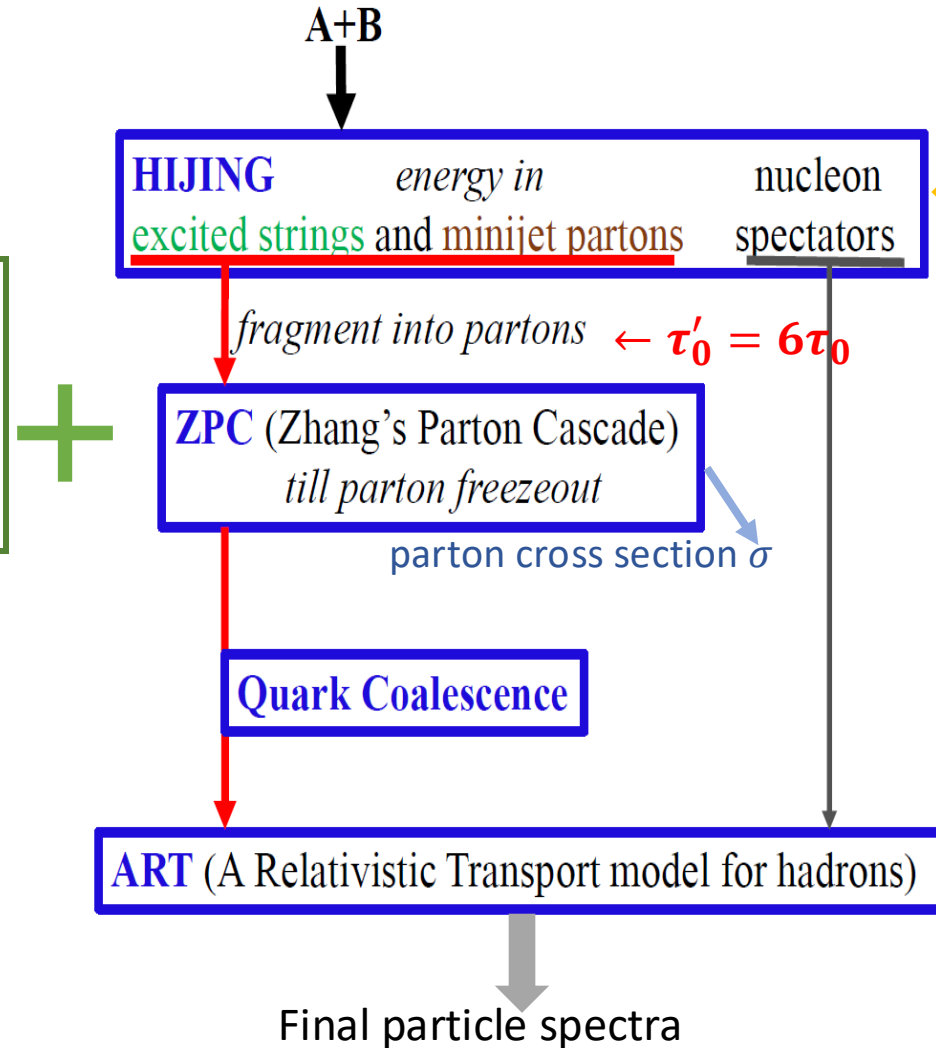 A+B
HIJING energy in nucleon
excited strings and minijet partons spectators
fragment into partons ← τ′₀ = 6τ₀
ZPC (Zhang’s Parton Cascade)
till parton freezeout
parton cross section σ
Quark Coalescence
ART (A Relativistic Transport model for hadrons)
Final particle spectra